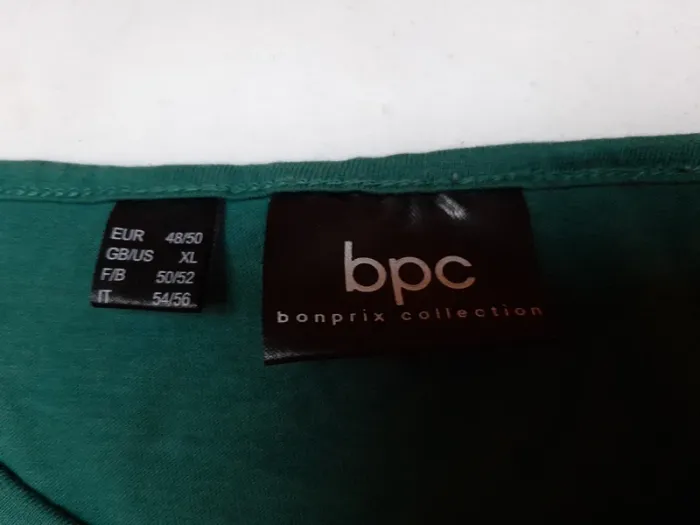 EUR 48/50
GB/US XL
F/B 50/52
IT 54/56
bpc
bonprix collection